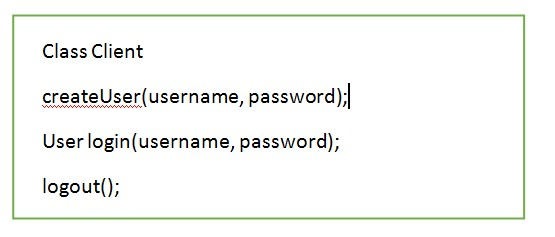 Class Client
createUser(username, password);
User login(username, password);
logout();